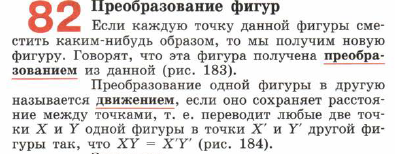 82 Преобразование фигур
Если каждую точку данной фигуры сме-
стить каким-нибудь образом, то мы получим новую
фигуру. Говорят, что эта фигура получена преобра-
зованием из данной (рис. 183).
Преобразование одной фигуры в другую
называется движением, если оно сохраняет расстоя-
ние между точками, т. е. переводит любые две точ-
ки X и Y одной фигуры в точки X′ и Y′ другой фи-
гуры так, что XY = X′Y′ (рис. 184).